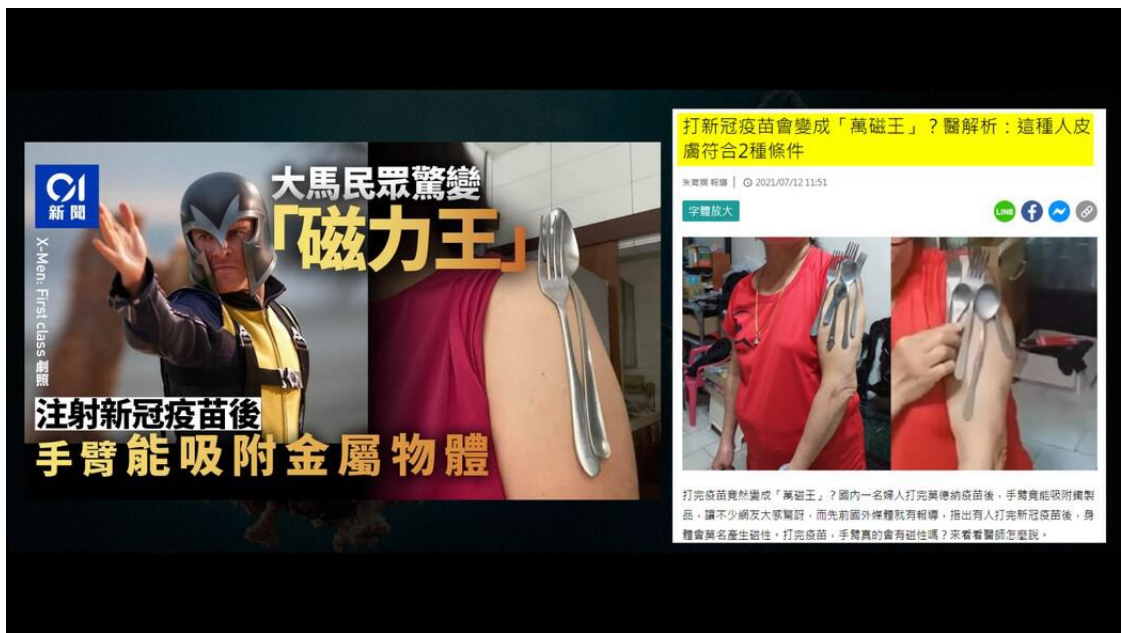 01
新聞
X-Men: First class 劇照
大馬民眾驚變
「磁力王」
注射新冠疫苗後
手臂能吸附金屬物體
打新冠疫苗會變成「萬磁王」？醫解析：這種人皮
膚符合2種條件
報導 | 2021/07/12 11:51
字體放大
LINE
打完疫苗竟然變成「萬磁王」？國內一名婦人打完莫德納疫苗後，手臂竟能吸附鐵製
品，讓不少網友大感驚訝，而先前國外媒體就有報導，指出有人打完新冠疫苗後，身
體會莫名產生磁性。打完疫苗，手臂真的會有磁性嗎？來看看醫師怎麼說。